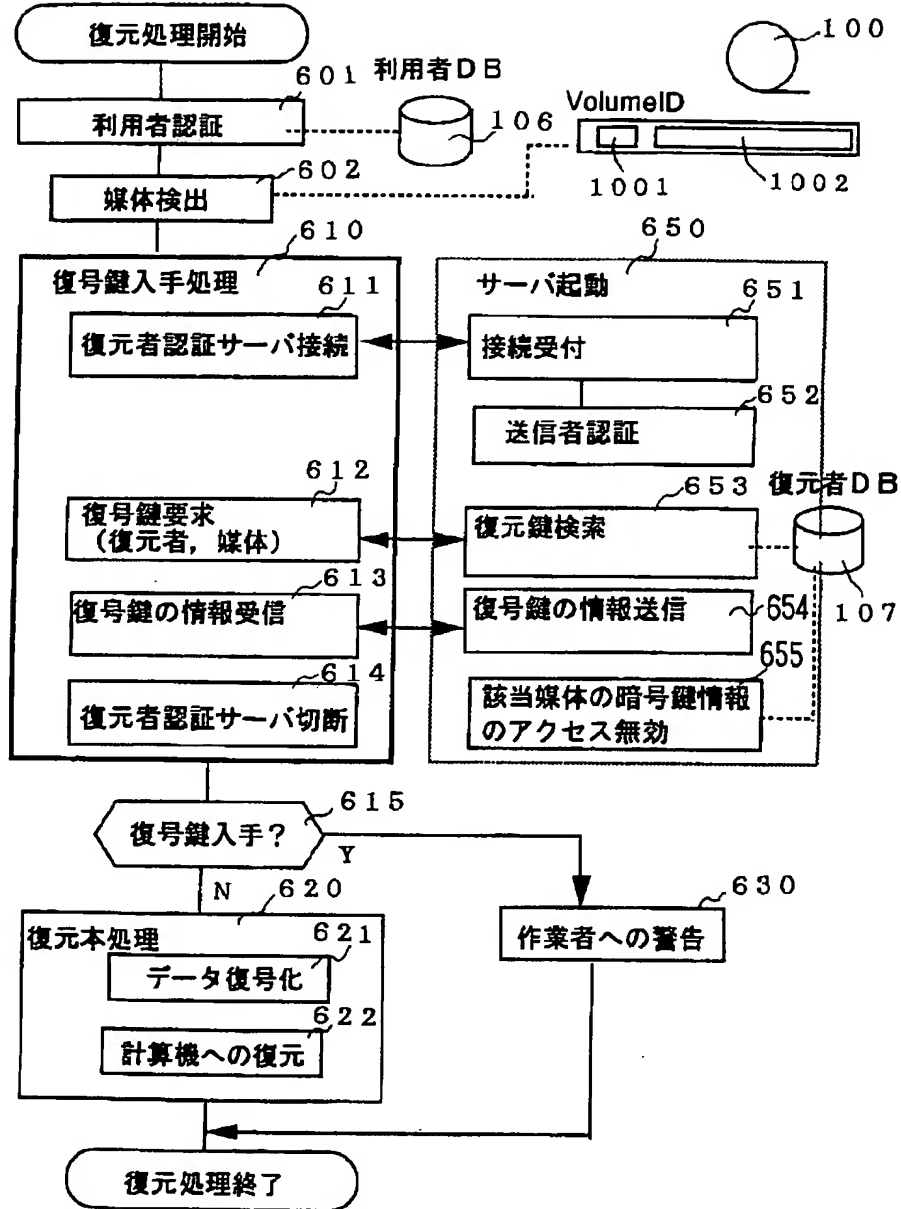 復元処理開始
100
601
利用者DB
利用者認証
106
VolumeID
602
1001
1002
媒体検出
610
650
復号鍵入手処理
サーバ起動
611
651
復元者認証サーバ接続
接続受付
652
送信者認証
612
653
復元者DB
復号鍵要求
(復元者,媒体)
復元鍵検索
613
107
復号鍵の情報受信
復号鍵の情報送信
654
614
655
復元者認証サーバ切断
該当媒体の暗号鍵情報
のアクセス無効
615
復号鍵入手?
Y
N
620
630
復元本処理
作業者への警告
621
データ復号化
622
計算機への復元
復元処理終了